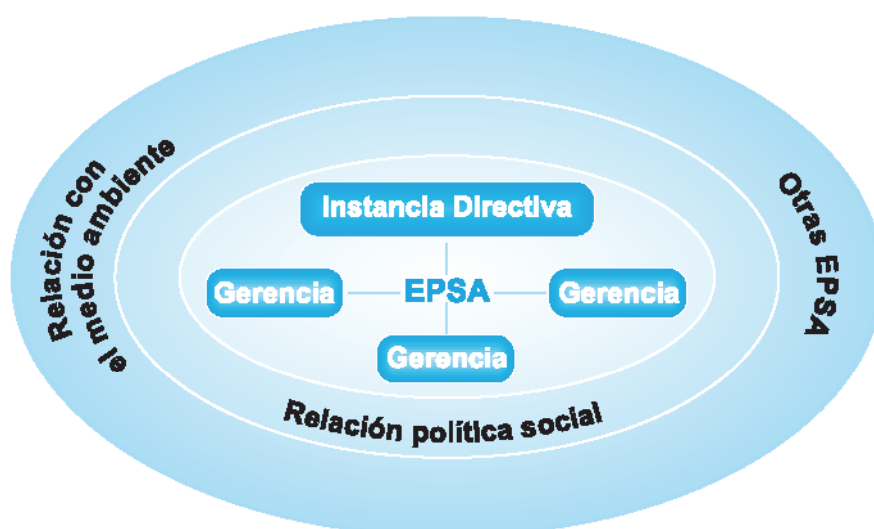 Relación con
el medio ambiente
Otras EPSA
Instancia Directiva
Gerencia
EPSA
Gerencia
Gerencia
Relación política social